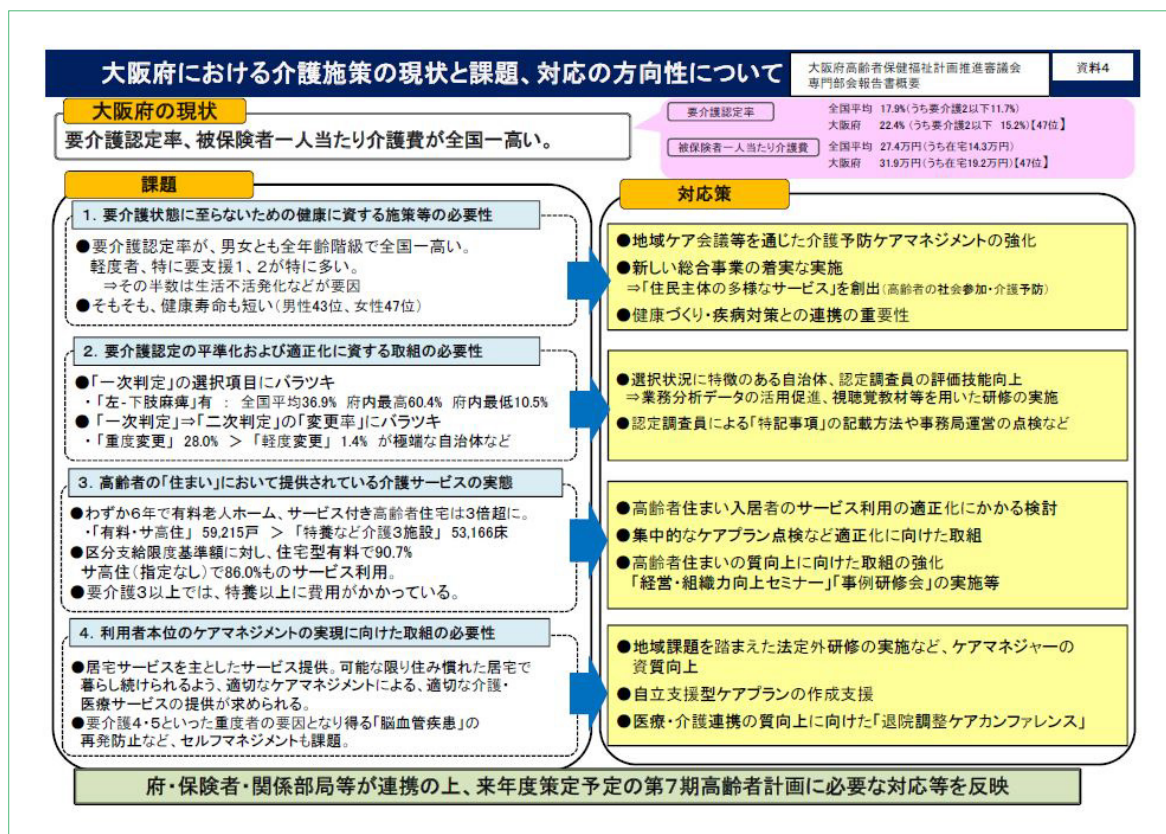 大阪府における介護施策の現状と課題、対応の方向性について
大阪府高齢者保健福祉計画推進審議会
専門部会報告書概要
資料4
大阪府の現状
要介護認定率、被保険者一人当たり介護費が全国一高い。
要介護認定率
全国平均 17.9%(うち要介護2以下11.7%)
大阪府 22.4%(うち要介護2以下 15.2%)【47位】
被保険者一人当たり介護費
全国平均 27.4万円(うち在宅14.3万円)
大阪府 31.9万円(うち在宅19.2万円)【47位】
課題
1．要介護状態に至らないための健康に資する施策等の必要性
●要介護認定率が、男女とも全年齢階級で全国一高い。
軽度者、特に要支援1、2が特に多い。
⇒その半数は生活不活発化などが要因
●そもそも、健康寿命も短い(男性43位、女性47位)
2．要介護認定の平準化および適正化に資する取組の必要性
●「一次判定」の選択項目にバラツキ
・「左-下肢麻痺」有 ： 全国平均36.9% 府内最高60.4% 府内最低10.5%
●「一次判定」⇒「二次判定」の「変更率」にバラツキ
・「重度変更」 28.0% ＞ 「軽度変更」 1.4% が極端な自治体など
3．高齢者の「住まい」において提供されている介護サービスの実態
●わずか6年で有料老人ホーム、サービス付き高齢者住宅は3倍超に。
・「有料・サ高住」 59,215戸 ＞ 「特養など介護3施設」 53,166床
●区分支給限度基準額に対し、住宅型有料で90.7%
サ高住(指定なし)で86.0%ものサービス利用。
●要介護3以上では、特養以上に費用がかかっている。
4．利用者本位のケアマネジメントの実現に向けた取組の必要性
●居宅サービスを主としたサービス提供。可能な限り住み慣れた居宅で
暮らし続けられるよう、適切なケアマネジメントによる、適切な介護・
医療サービスの提供が求められる。
●要介護4・5といった重度者の要因となり得る「脳血管疾患」の
再発防止など、セルフマネジメントも課題。
対応策
●地域ケア会議等を通じた介護予防ケアマネジメントの強化
●新しい総合事業の着実な実施
⇒「住民主体の多様なサービス」を創出(高齢者の社会参加・介護予防)
●健康づくり・疾病対策との連携の重要性
●選択状況に特徴のある自治体、認定調査員の評価技能向上
⇒業務分析データの活用促進、視聴覚教材等を用いた研修の実施
●認定調査員による「特記事項」の記載方法や事務局運営の点検など
●高齢者住まい入居者のサービス利用の適正化にかかる検討
●集中的なケアプラン点検など適正化に向けた取組
●高齢者住まいの質向上に向けた取組の強化
「経営・組織力向上セミナー」「事例研修会」の実施等
●地域課題を踏まえた法定外研修の実施など、ケアマネジャーの
資質向上
●自立支援型ケアプランの作成支援
●医療・介護連携の質向上に向けた「退院調整ケアカンファレンス」
府・保険者・関係部局等が連携の上、来年度策定予定の第7期高齢者計画に必要な対応等を反映